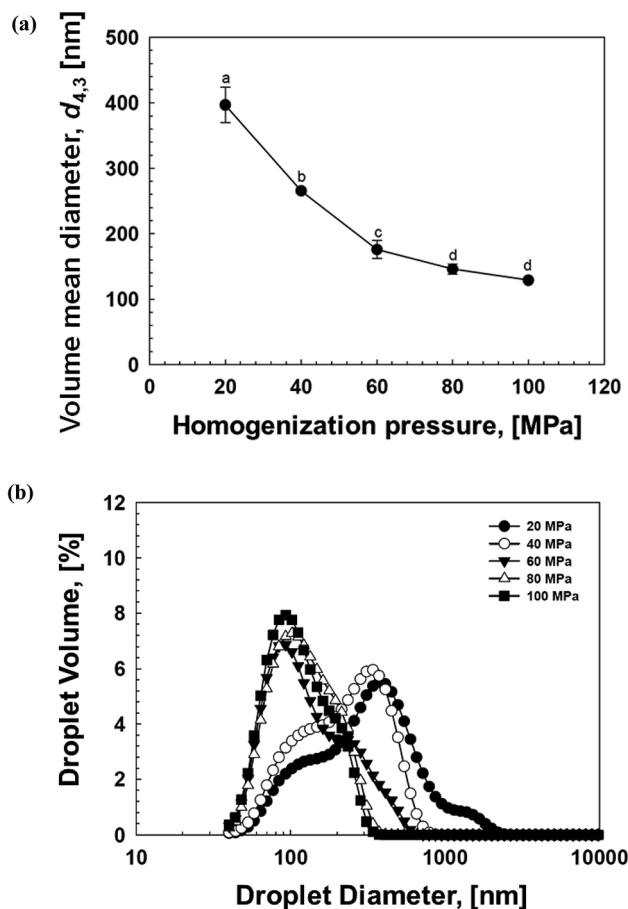 (a)
Volume mean diameter, d4,3 [nm]
500
400
300
200
100
0
a
b
c
d
d
0 20 40 60 80 100 120
Homogenization pressure, [MPa]
(b)
Droplet Volume, [%]
12
10
8
6
4
2
0
20 MPa
40 MPa
60 MPa
80 MPa
100 MPa
10 100 1000 10000
Droplet Diameter, [nm]